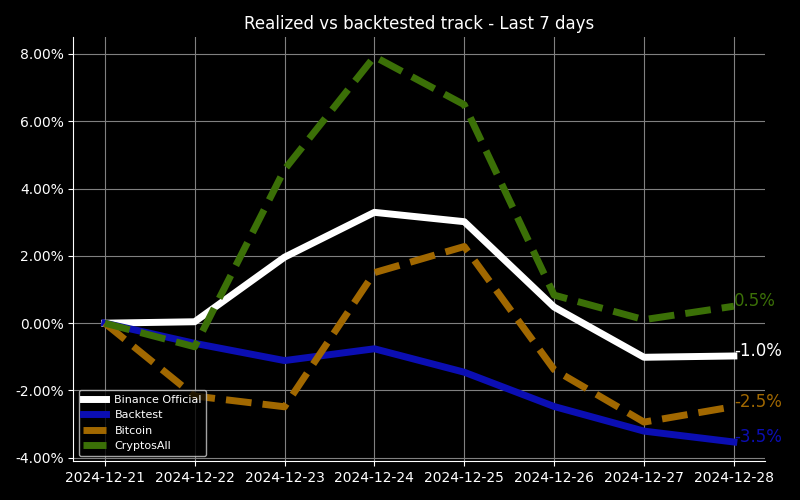 Realized vs backtested track - Last 7 days
8.00%
6.00%
4.00%
2.00%
0.00%
-2.00%
-4.00%
0.5%
-1.0%
-2.5%
-3.5%
Binance Official
Backtest
Bitcoin
CryptosAll
2024-12-21 2024-12-22 2024-12-23 2024-12-24 2024-12-25 2024-12-26 2024-12-27 2024-12-28